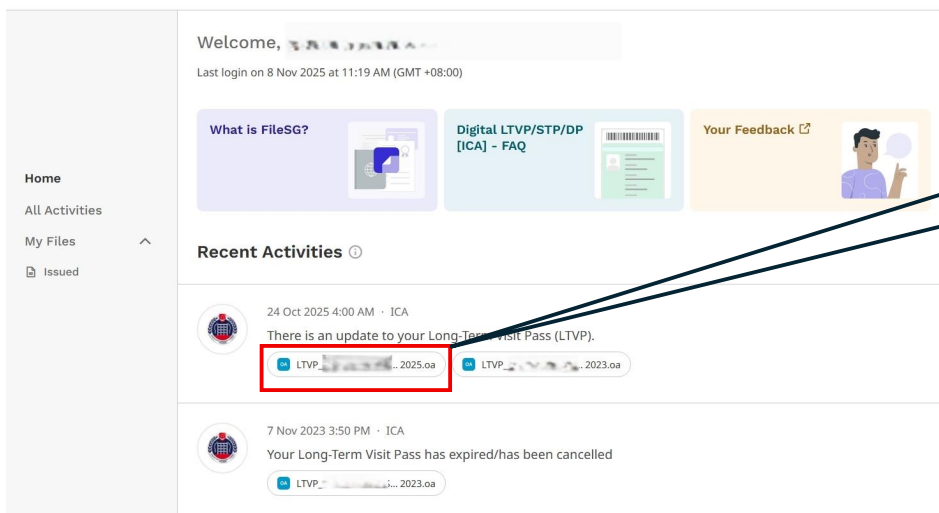 Welcome,
Last login on 8 Nov 2025 at 11:19 AM (GMT +08:00)
What is FileSG?
Digital LTVP/STP/DP
[ICA] - FAQ
Your Feedback
Home
All Activities
My Files
Issued
Recent Activities
24 Oct 2025 4:00 AM · ICA
There is an update to your Long-Term Visit Pass (LTVP).
OA LTVP_ .. 2025.oa
OA LTVP_ .. 2023.oa
7 Nov 2023 3:50 PM · ICA
Your Long-Term Visit Pass has expired/has been cancelled
OA LTVP_ ... 2023.oa